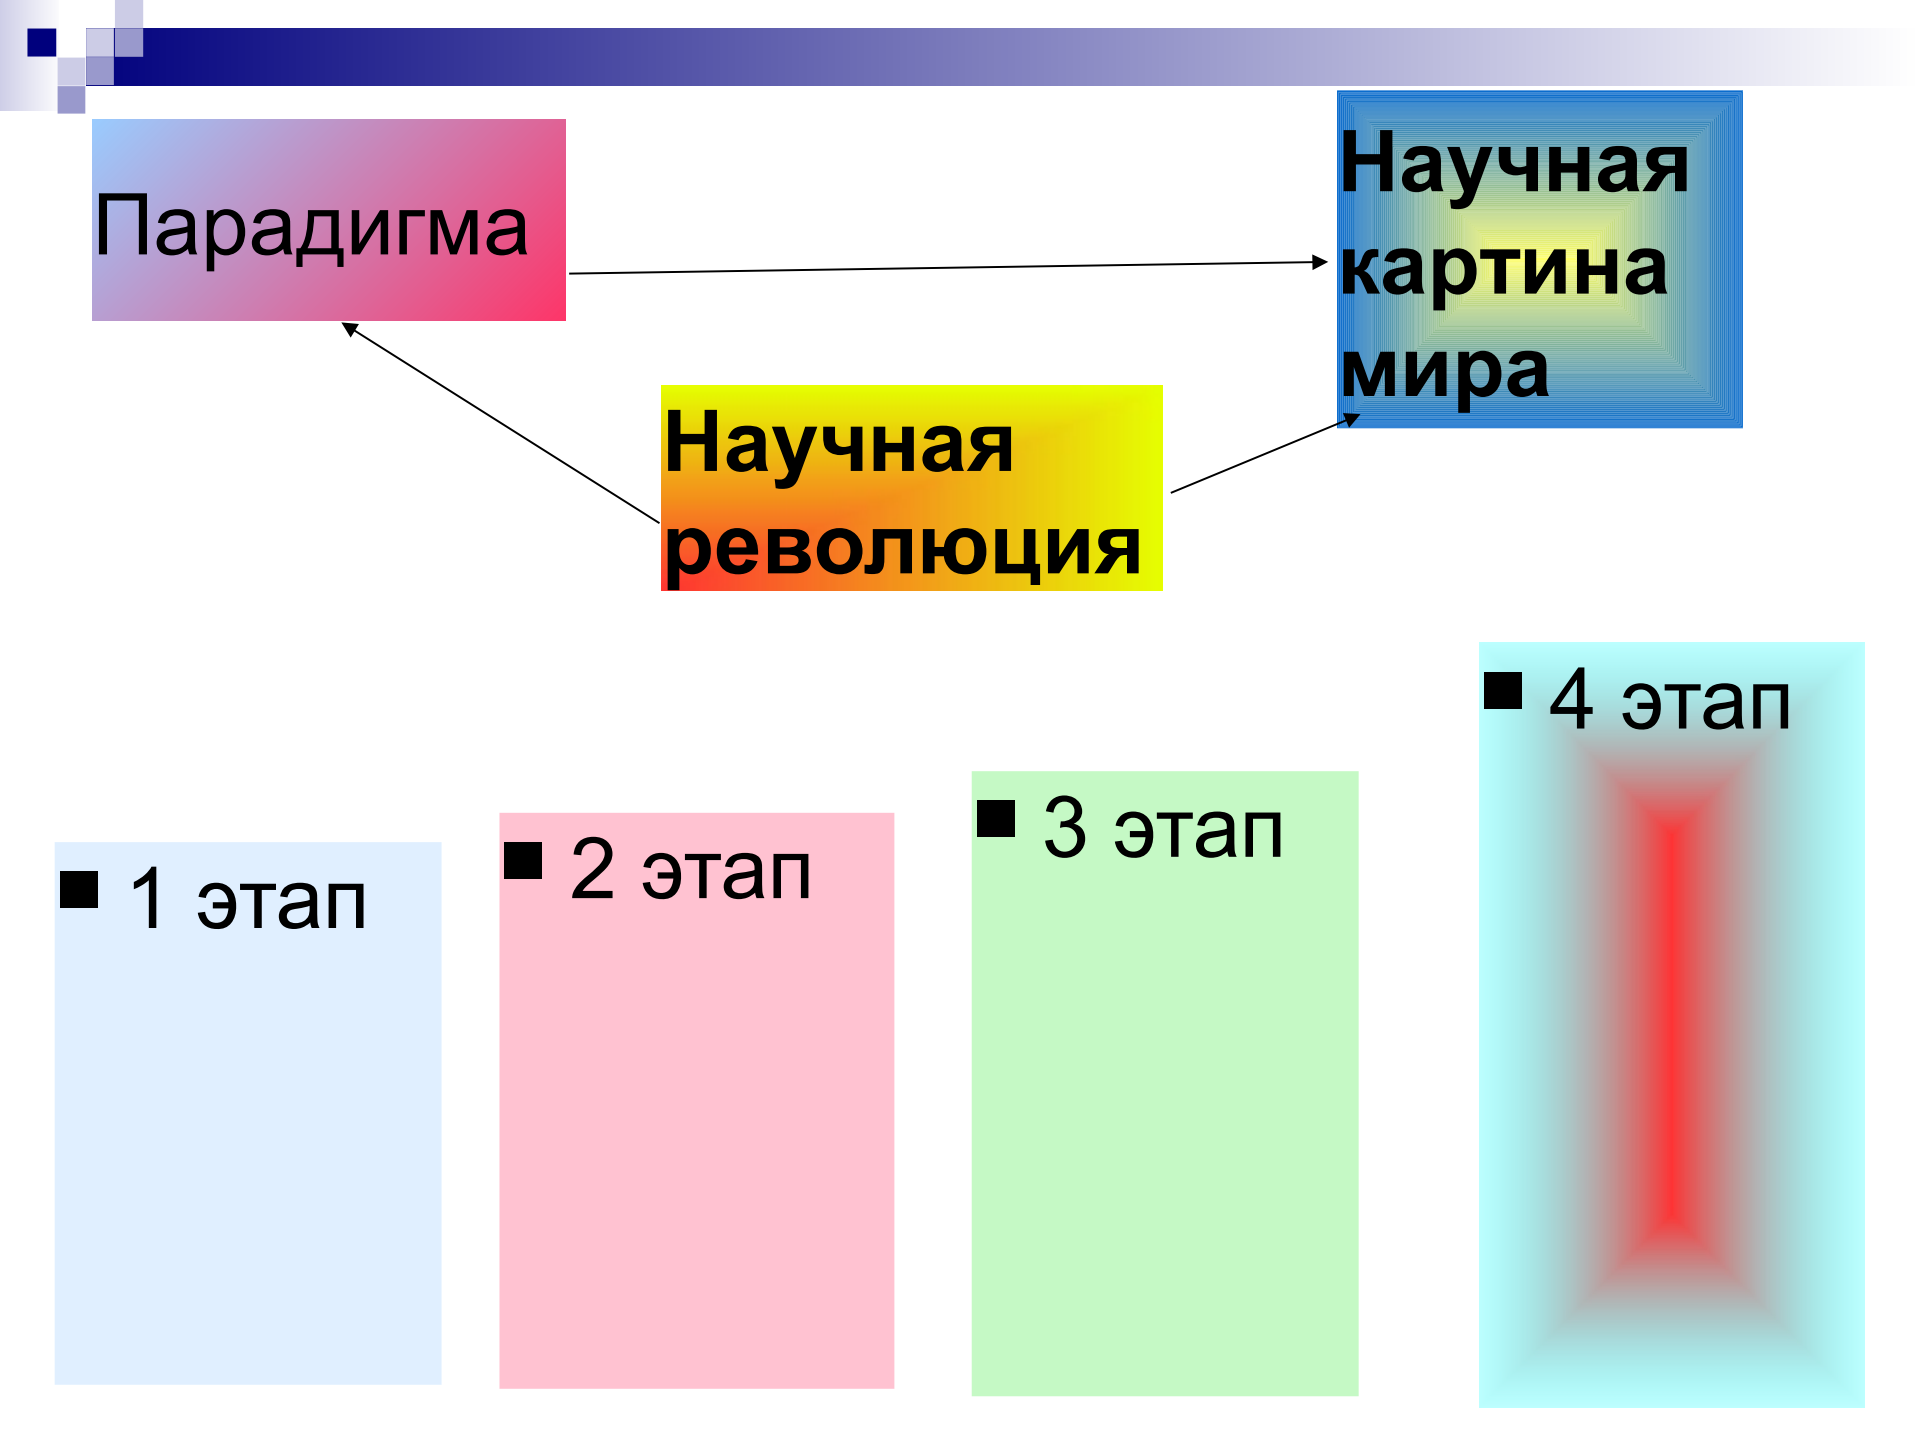 Парадигма
Научная
картина
мира
Научная
революция
1 этап
2 этап
3 этап
4 этап